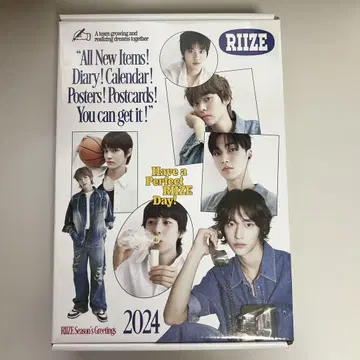 A team growing and
realizing dreams together
RIIZE
“All New Items!
Diary! Calendar!
Posters! Postcards!
You can get it!”
Have a
Perfect
RIIZE
Day!
RIIZE Season's Greetings
2024